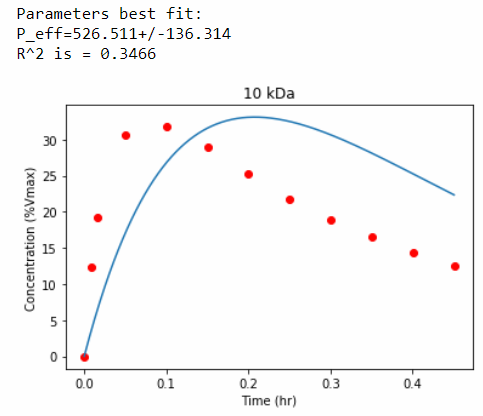 Parameters best fit:
P_eff=526.511+/-136.314
R^2 is = 0.3466
10 kDa
Concentration (%Vmax)
30
25
20
15
10
5
0
0.0 0.1 0.2 0.3 0.4
Time (hr)